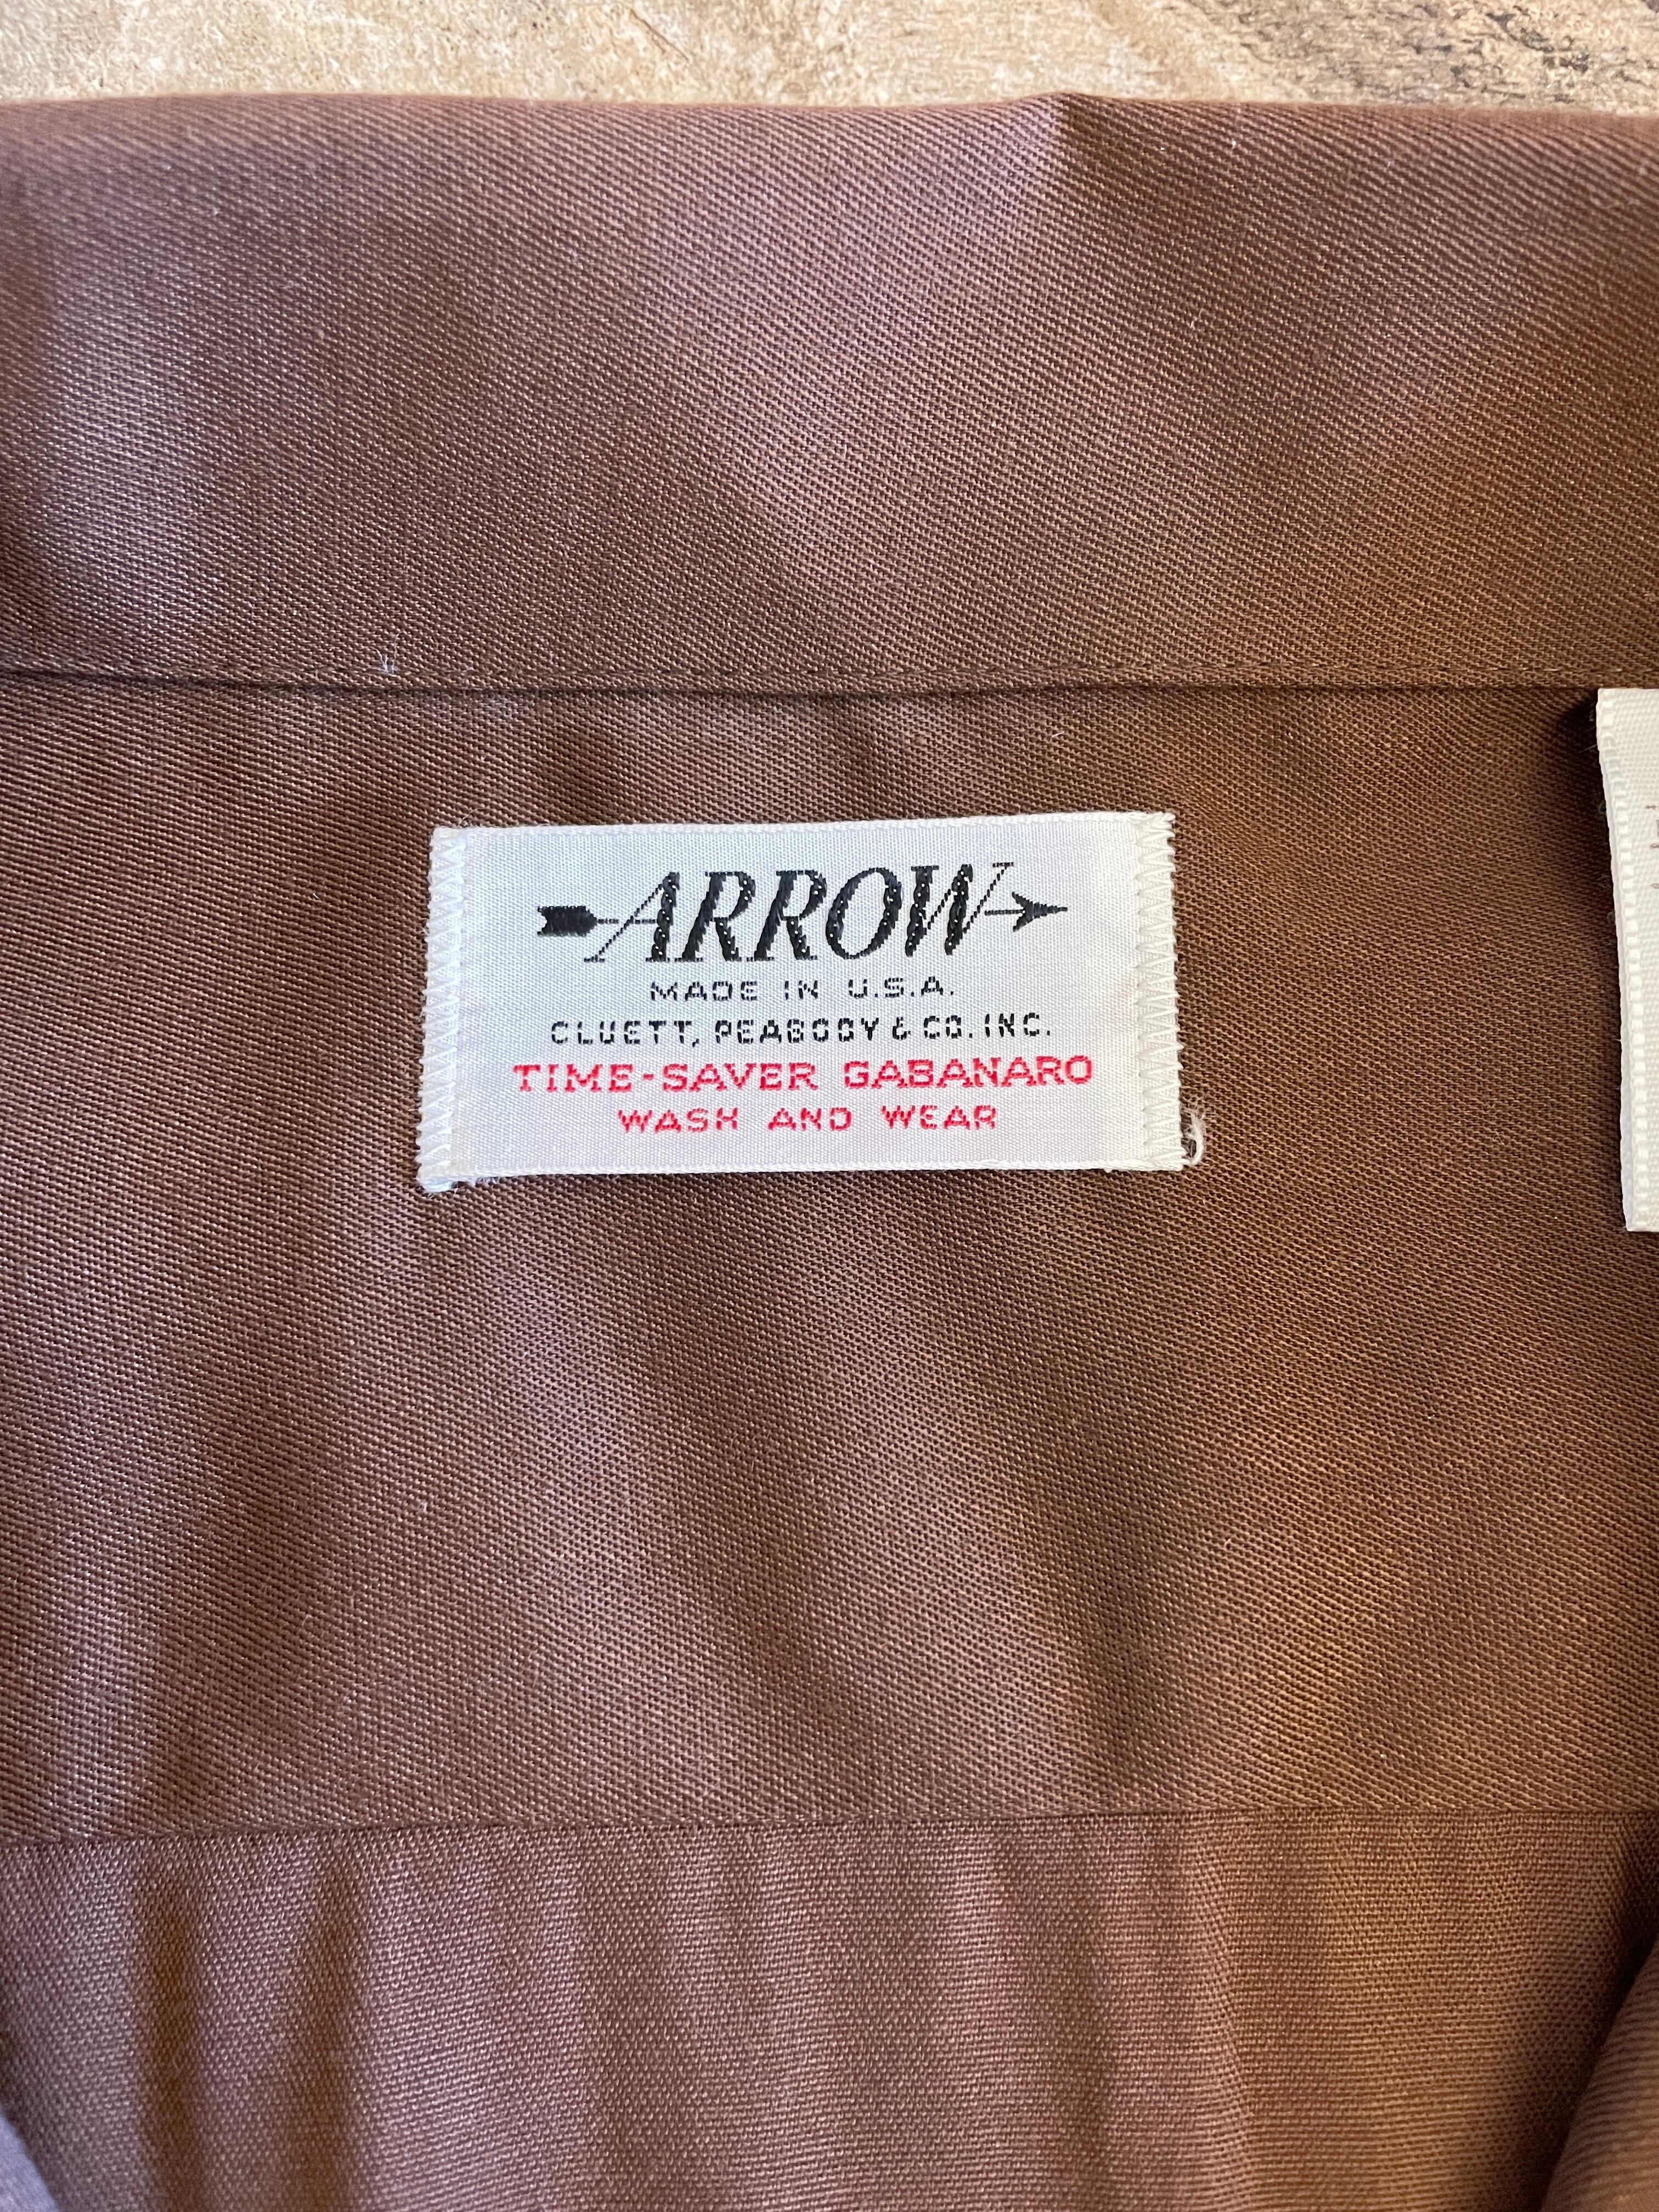 ARROW
MADE IN U.S.A.
CLUETT, PEABODY & CO. INC.
TIME-SAVER GABANARO
WASH AND WEAR